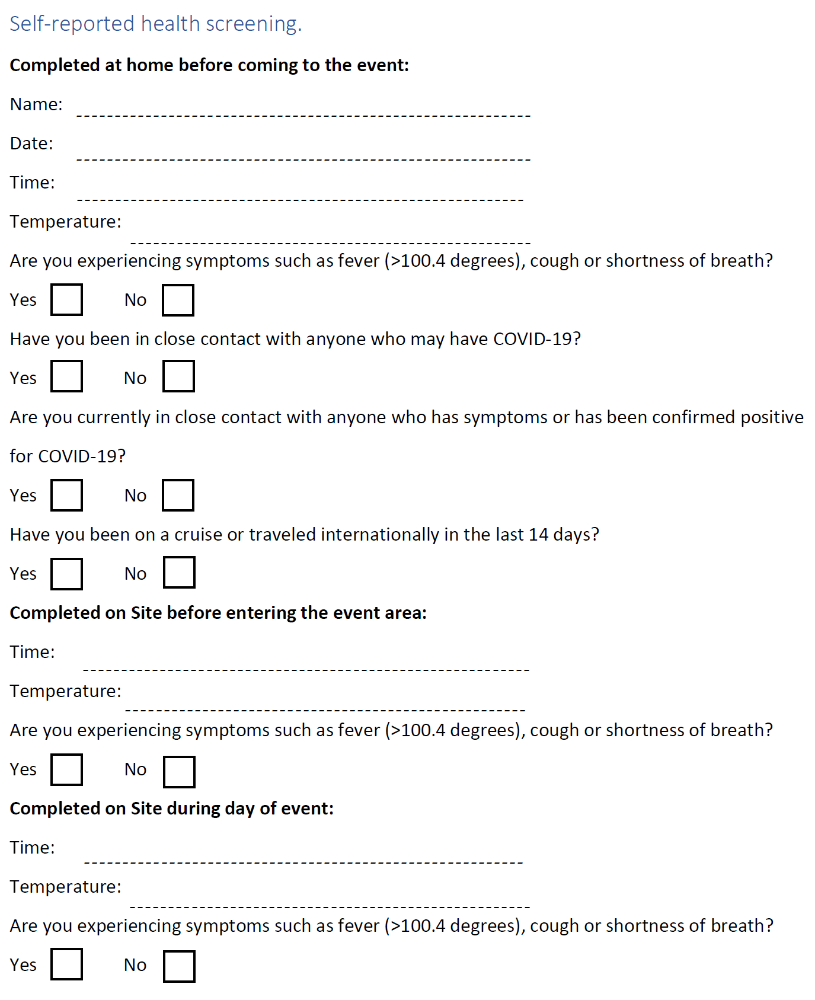 Self-reported health screening.
Completed at home before coming to the event:
Name:
Date:
Time:
Temperature:
Are you experiencing symptoms such as fever (>100.4 degrees), cough or shortness of breath?
Yes No
Have you been in close contact with anyone who may have COVID-19?
Yes No
Are you currently in close contact with anyone who has symptoms or has been confirmed positive
for COVID-19?
Yes No
Have you been on a cruise or traveled internationally in the last 14 days?
Yes No
Completed on Site before entering the event area:
Time:
Temperature:
Are you experiencing symptoms such as fever (>100.4 degrees), cough or shortness of breath?
Yes No
Completed on Site during day of event:
Time:
Temperature:
Are you experiencing symptoms such as fever (>100.4 degrees), cough or shortness of breath?
Yes No